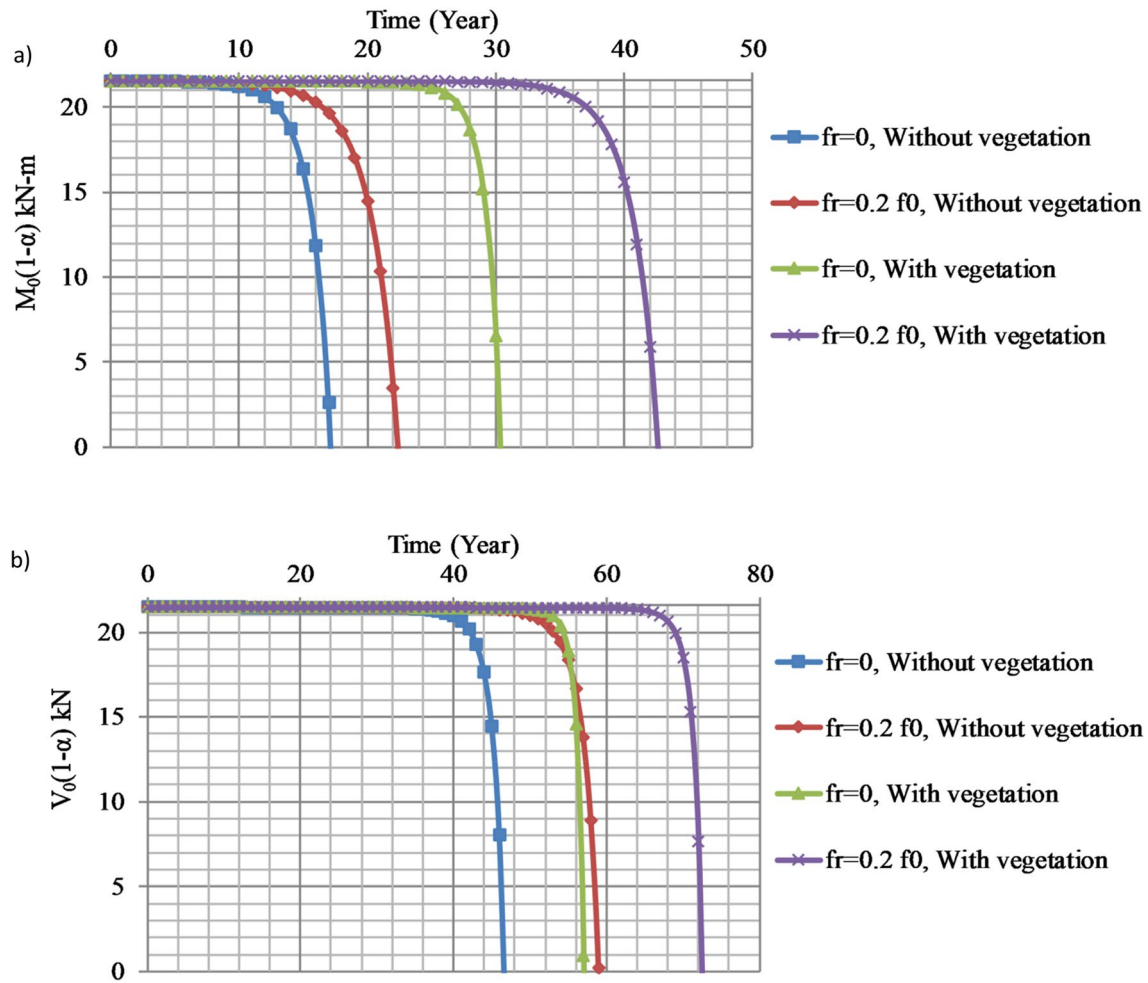 a)
Time (Year)
0 10 20 30 40 50
20
15
10
5
0
M₀(1-α) kN-m
fr=0, Without vegetation
fr=0.2 f0, Without vegetation
fr=0, With vegetation
fr=0.2 f0, With vegetation
b)
Time (Year)
0 20 40 60 80
20
15
10
5
0
V₀(1-α) kN
fr=0, Without vegetation
fr=0.2 f0, Without vegetation
fr=0, With vegetation
fr=0.2 f0, With vegetation